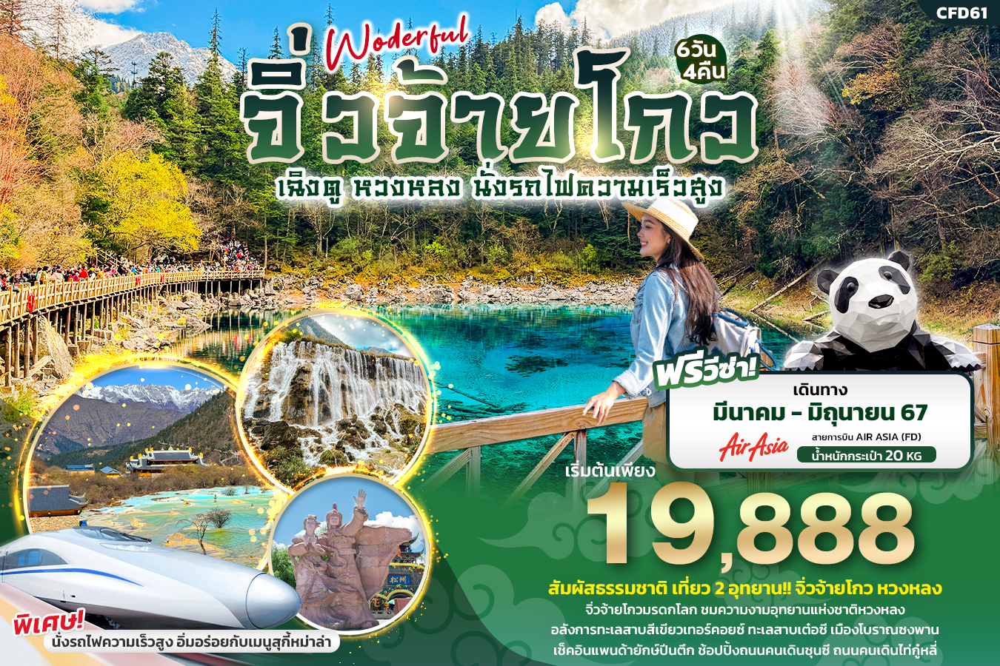 CFD61
Woderful
6วัน
4คืน
จิ่วจ้ายโกว
เฉิงตู หวงหลง นั่งรถไฟความเร็วสูง
ฟรีวีซ่า!
เดินทาง
มีนาคม - มิถุนายน 67
AirAsia
สายการบิน AIR ASIA (FD)
น้ำหนักกระเป๋า 20 KG
เริ่มต้นเพียง
19,888
สัมผัสธรรมชาติ เที่ยว 2 อุทยาน!! จิ่วจ้ายโกว หวงหลง
จิ่วจ้ายโกวมรดกโลก ชมความงามอุทยานแห่งชาติหวงหลง
อลังการทะเลสาบสีเขียวเทอร์คอยซ์ ทะเลสาบเต๋อซี เมืองโบราณซงพาน
เช็คอินแพนด้ายักษ์ปีนตึก ช้อปปิ้งถนนคนเดินชุนซี ถนนคนเดินไท่กู๋หลี่
松州
พิเศษ!
นั่งรถไฟความเร็วสูง อิ่มอร่อยกับเมนูสุกี้หม่าล่า